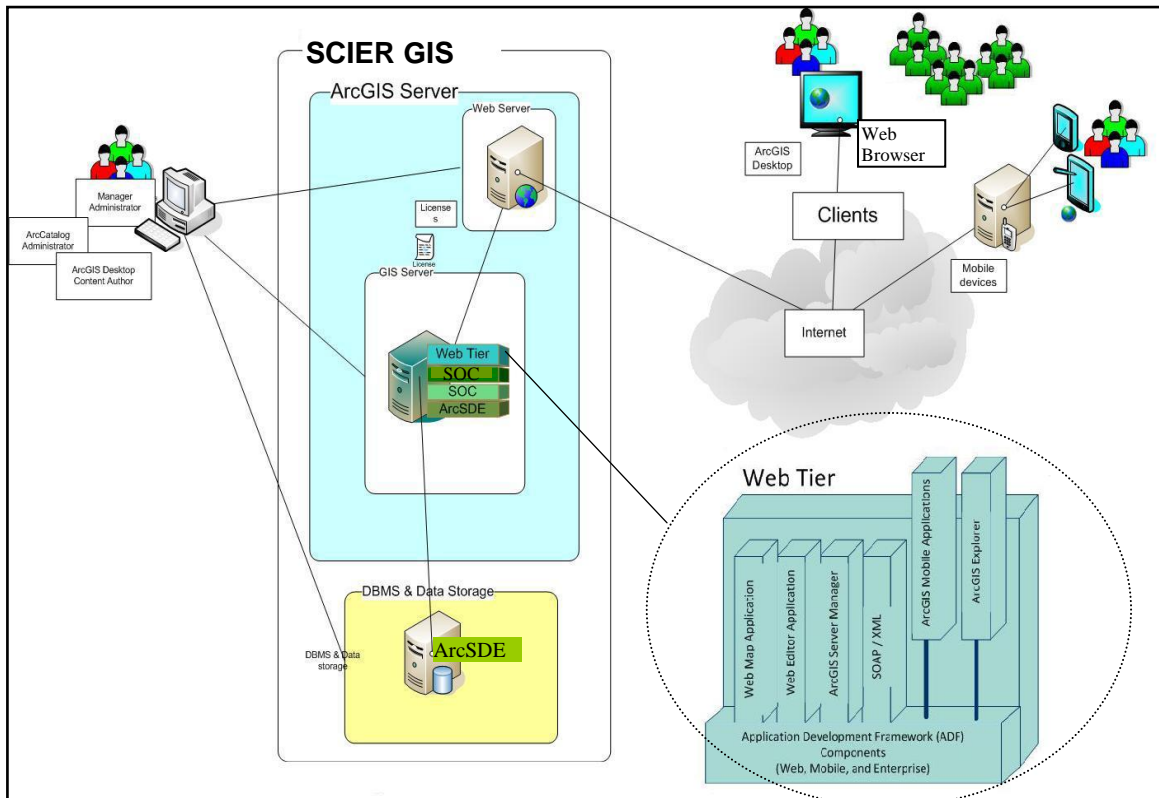 SCIER GIS
ArcGIS Server
Web Server
License
s
License
GIS Server
Web Tier
SOC
SOC
ArcSDE
DBMS & Data Storage
ArcSDE
DBMS & Data
storage
Manager
Administrator
ArcCatalog
Administrator
ArcGIS Desktop
Content Author
ArcGIS
Desktop
Web
Browser
Clients
Mobile
devices
Internet
Web Tier
Web Map Application
Web Editor Application
ArcGIS Server Manager
SOAP / XML
ArcGIS Mobile Applications
ArcGIS Explorer
Application Development Framework (ADF)
Components
(Web, Mobile, and Enterprise)